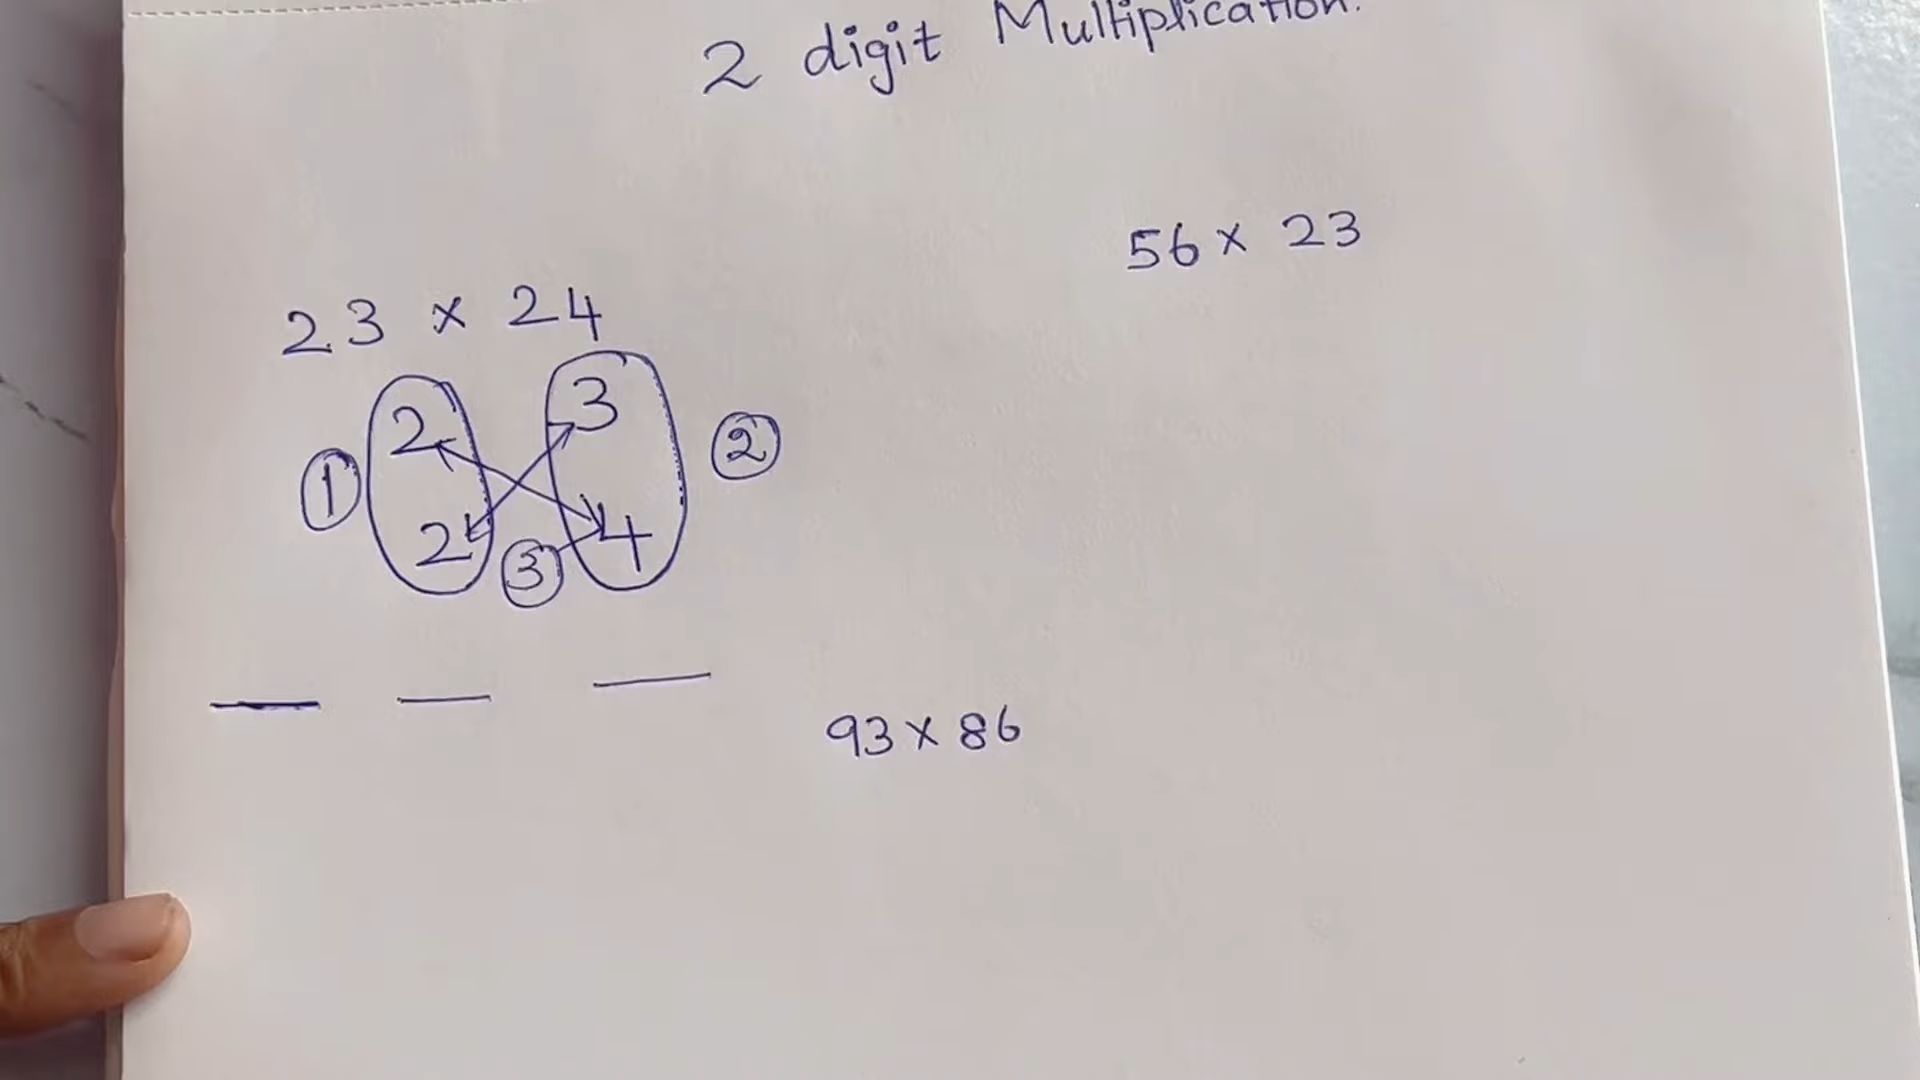 2 digit Multiplication.
56 x 23
23 x 24
2 3
1 2
2 3 4
93 x 86